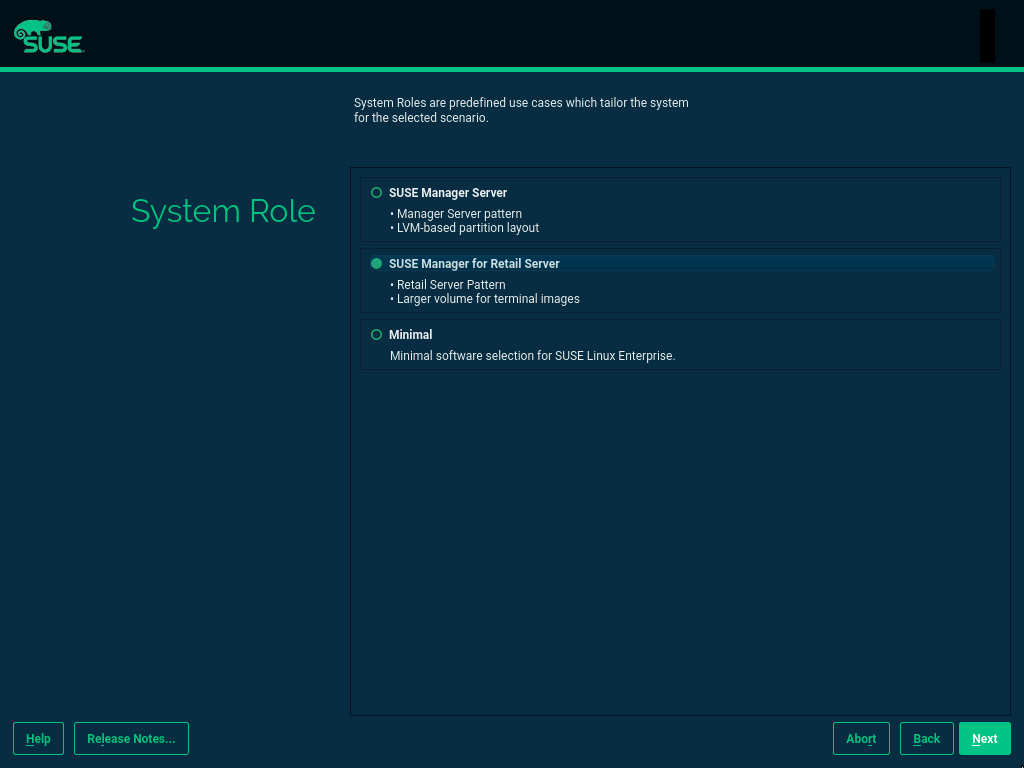 SUSE
System Roles are predefined use cases which tailor the system
for the selected scenario.
System Role
SUSE Manager Server
• Manager Server pattern
• LVM-based partition layout
SUSE Manager for Retail Server
• Retail Server Pattern
• Larger volume for terminal images
Minimal
Minimal software selection for SUSE Linux Enterprise.
Help
Release Notes...
Abort
Back
Next